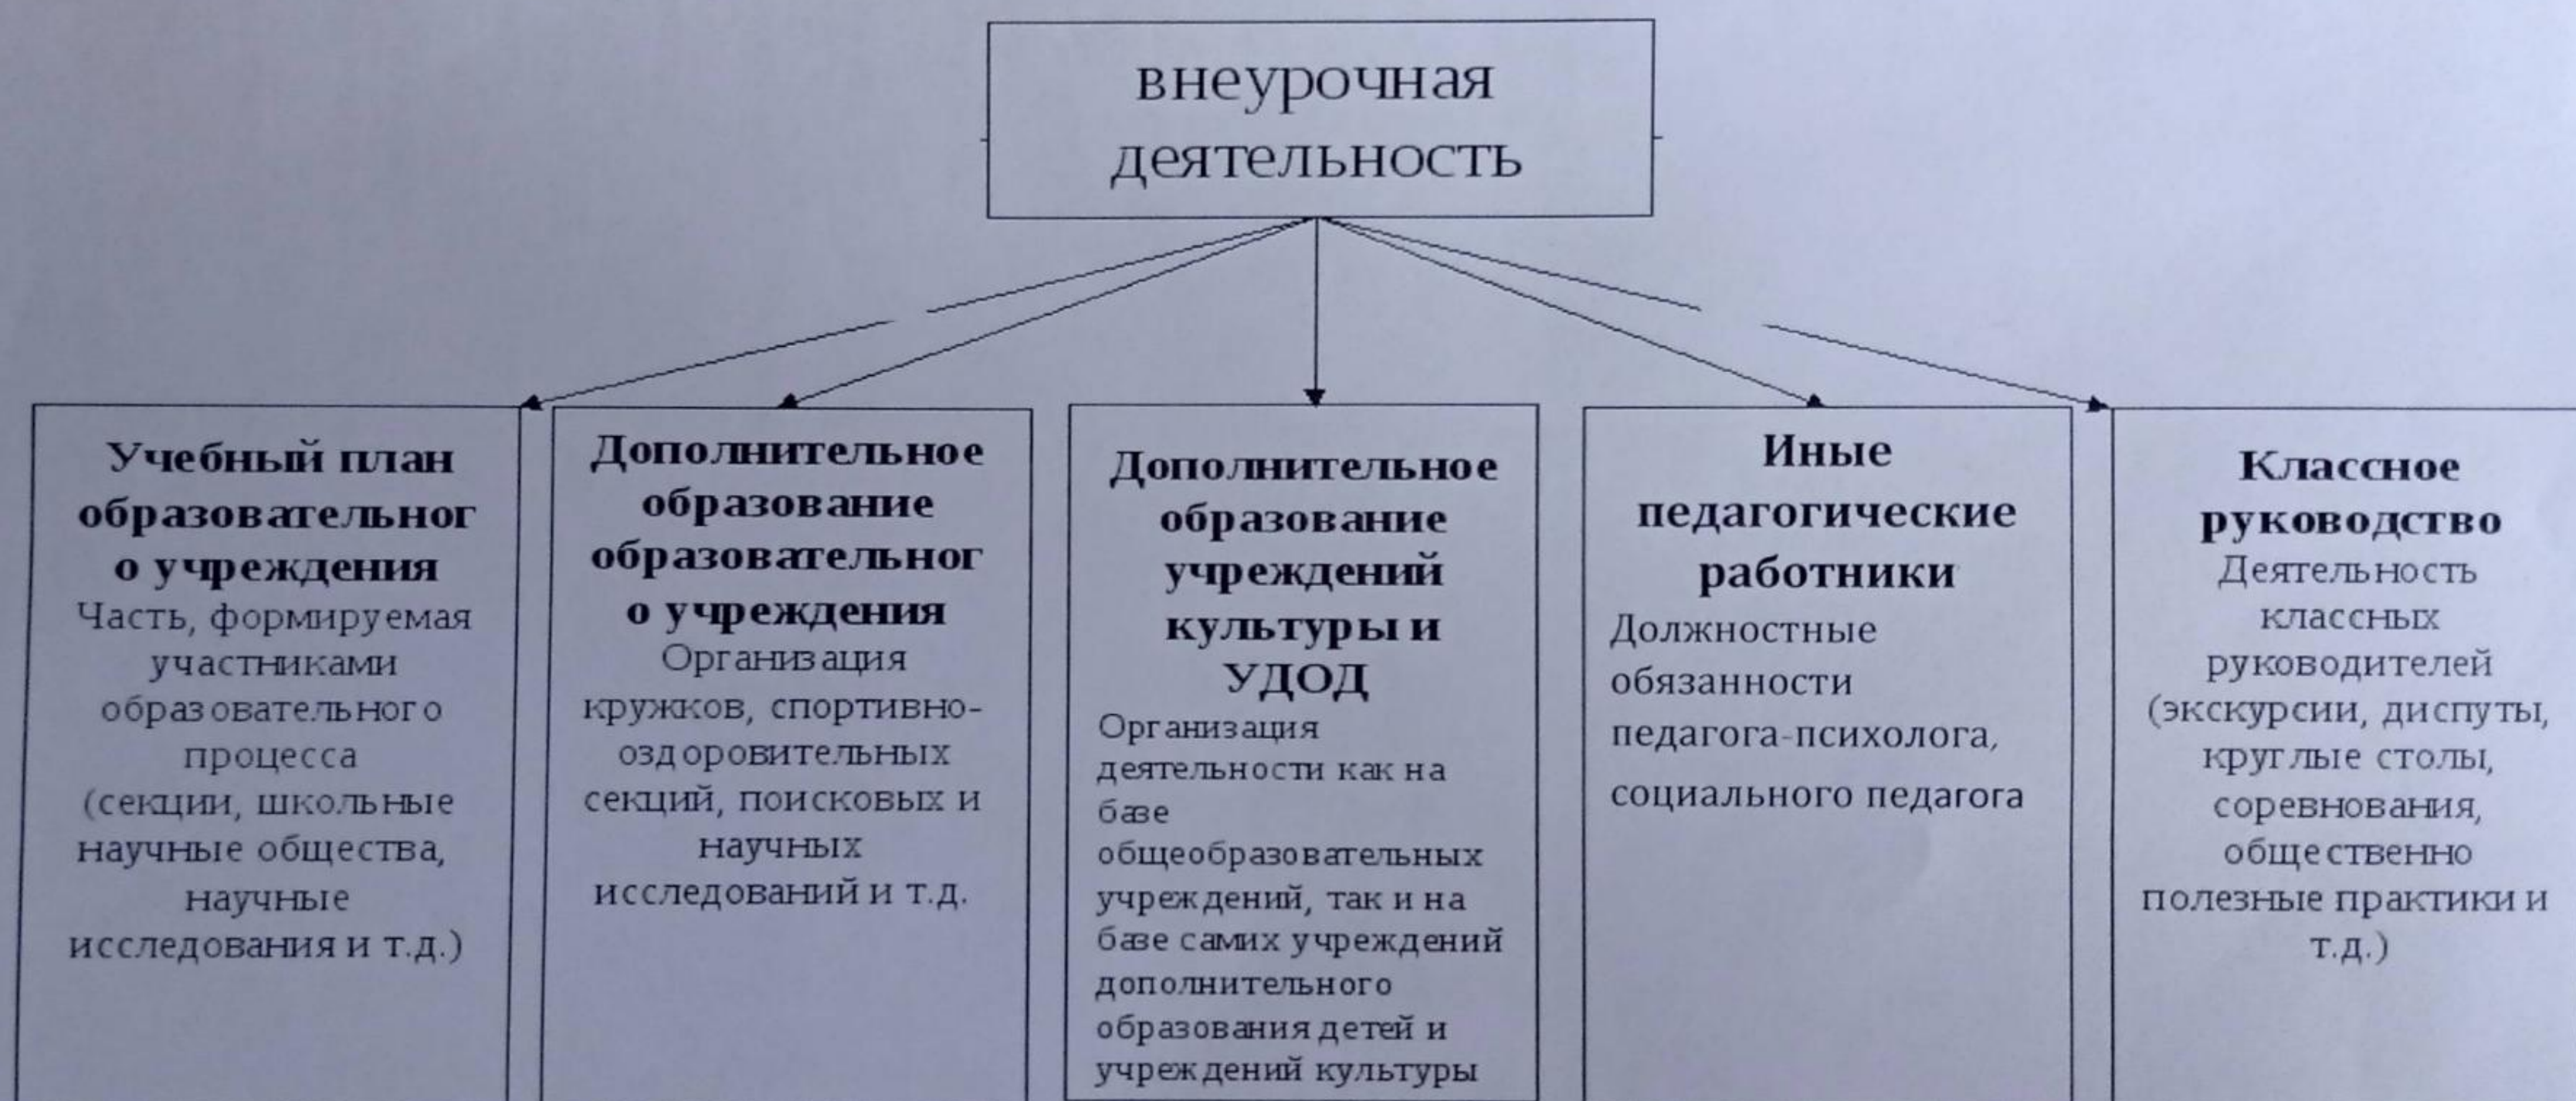 внеурочная
деятельность
Учебный план
образовательног
о учреждения
Часть, формируемая
участниками
образовательного
процесса
(секции, школьные
научные общества,
научные
исследования и т.д.)
Дополнительное
образование
образовательног
о учреждения
Организация
кружков, спортивно-
оздоровительных
секций, поисковых и
научных
исследований и т.д.
Дополнительное
образование
учреждений
культуры и
УДОД
Организация
деятельности как на
базе
общеобразовательных
учреждений, так и на
базе самих учреждений
дополнительного
образования детей и
учреждений культуры
Иные
педагогические
работники
Должностные
обязанности
педагога-психолога,
социального педагога
Классное
руководство
Деятельность
классных
руководителей
(экскурсии, диспуты,
круглые столы,
соревнования,
общественно
полезные практики и
т.д.)